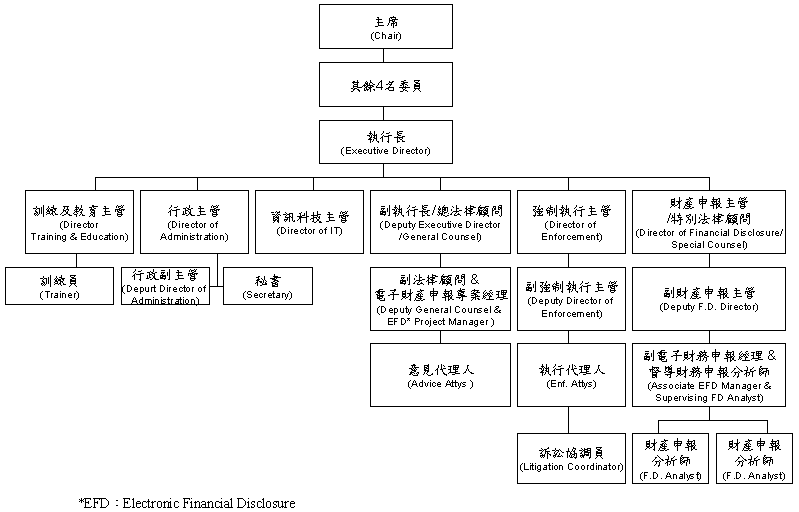 主席
(Chair)
其餘4名委員
執行長
(Executive Director)
訓練及教育主管
(Director
Training & Education)
行政主管
(Director of
Administration)
資訊科技主管
(Director of IT)
副執行長/總法律顧問
(Deputy Executive Director
/General Counsel)
強制執行主管
(Director of
Enforcement)
財產申報主管
/特別法律顧問
(Director of Financial Disclosure/
Special Counsel)
訓練員
(Trainer)
行政副主管
(Depurt Director of
Administration)
秘書
(Secretary)
副法律顧問 &
電子財產申報專案經理
(Deputy General Counsel &
EFD* Project Manager )
副強制執行主管
(Deputy Director of
Enforcement)
副財產申報主管
(Deputy F.D. Director)
意見代理人
(Advice Attys )
執行代理人
(Enf. Attys)
副電子財務申報經理 &
督導財務申報分析師
(Associate EFD Manager &
Supervising FD Analyst)
訴訟協調員
(Litigation Coordinator)
財產申報
分析師
(F.D. Analyst)
財產申報
分析師
(F.D. Analyst)
*EFD：Electronic Financial Disclosure